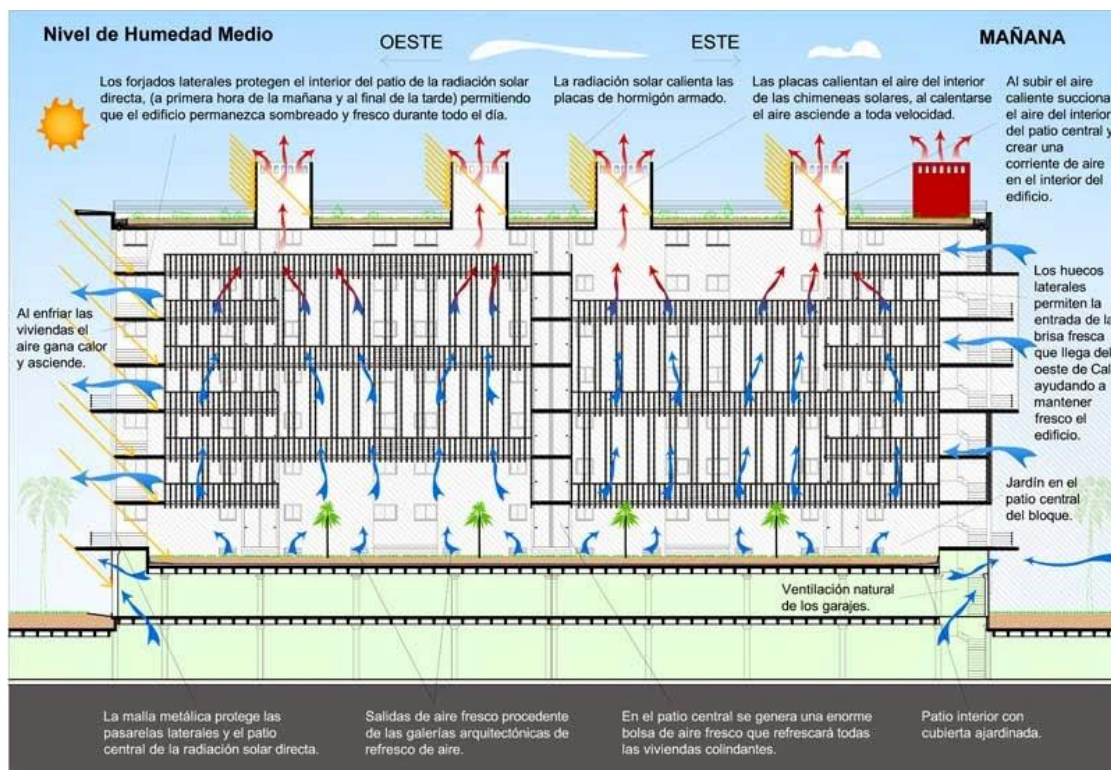 Nivel de Humedad Medio
OESTE
ESTE
MAÑANA
Los forjados laterales protegen el interior del patio de la radiación solar
directa, (a primera hora de la mañana y al final de la tarde) permitiendo
que el edificio permanezca sombreado y fresco durante todo el día.
La radiación solar calienta las
placas de hormigón armado.
Las placas calientan el aire del interior
de las chimeneas solares, al calentarse
el aire asciende a toda velocidad.
Al subir el aire
caliente succiona
el aire del interior
del patio central y
crear una
corriente de aire
en el interior del
edificio.
Al enfriar las
viviendas el
aire gana calor
y asciende.
Los huecos
laterales
permiten la
entrada de la
brisa fresca
que llega del
oeste de Cal
ayudando a
mantener
fresco el
edificio.
Jardín en el
patio central
del bloque.
Ventilación natural
de los garajes.
La malla metálica protege las
pasarelas laterales y el patio
central de la radiación solar directa.
Salidas de aire fresco procedente
de las galerías arquitectónicas de
refresco de aire.
En el patio central se genera una enorme
bolsa de aire fresco que refrescará todas
las viviendas colindantes.
Patio interior con
cubierta ajardinada.